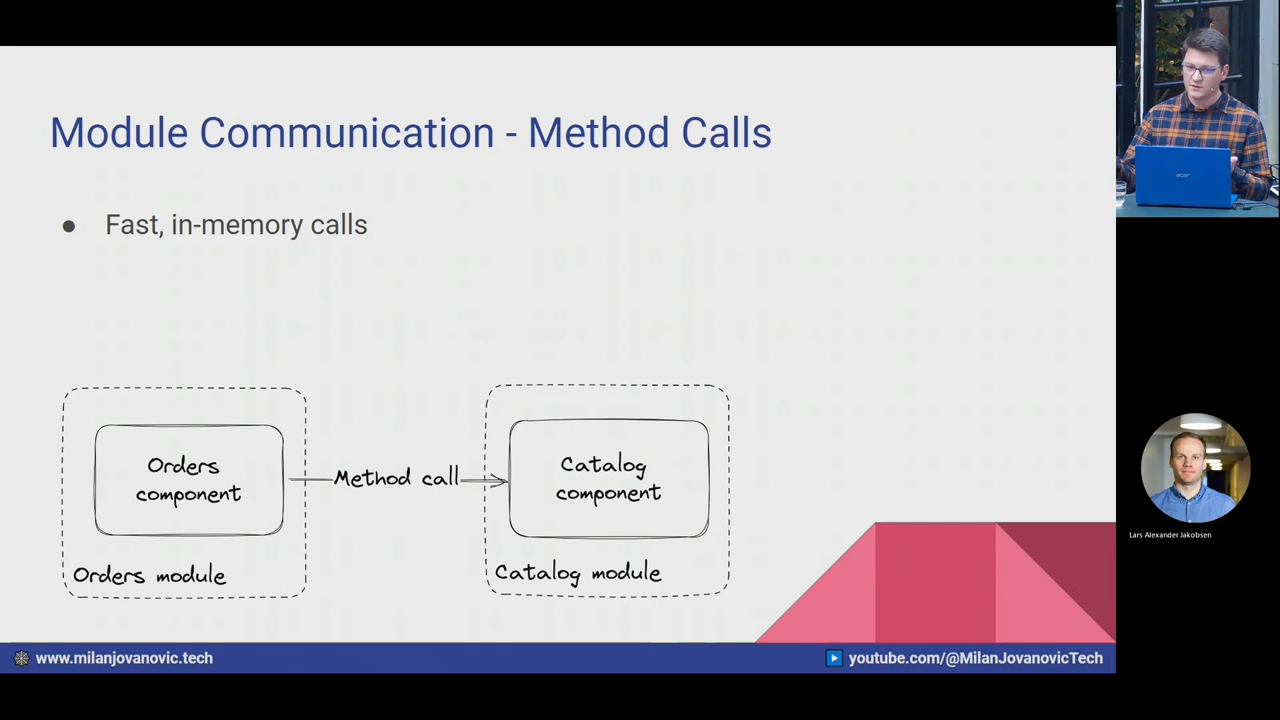 Module Communication - Method Calls
● Fast, in-memory calls
Orders
component
Orders module
Method call
Catalog
component
Catalog module
www.milanjovanovic.tech
youtube.com/@MilanJovanovicTech
acer
Lars Alexander Jakobsen